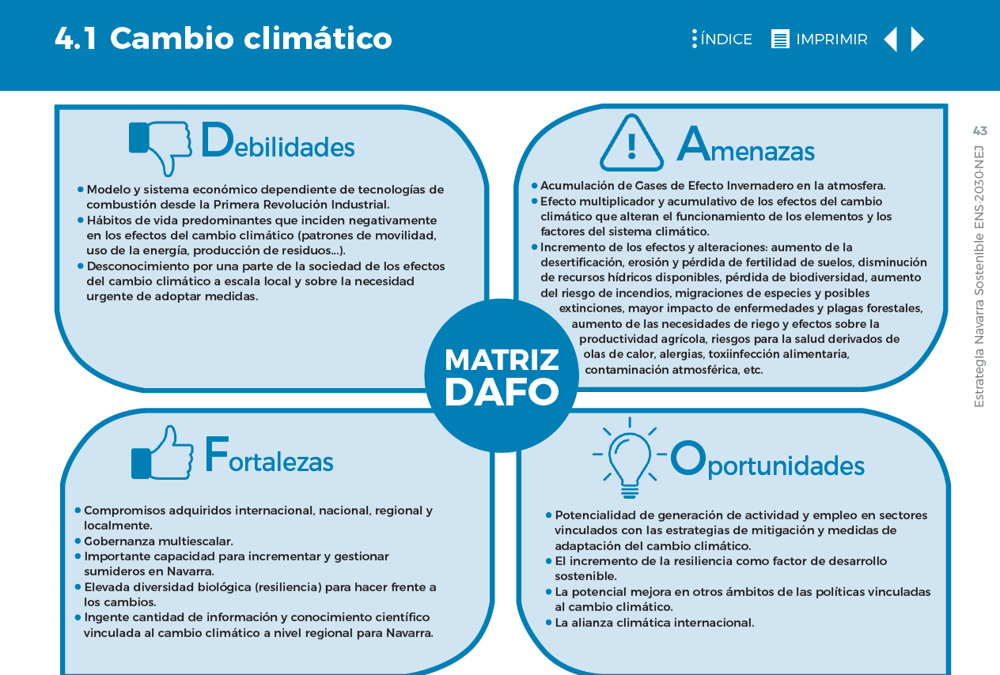 4.1 Cambio climático
ÍNDICE
IMPRIMIR
Debilidades
• Modelo y sistema económico dependiente de tecnologías de
combustión desde la Primera Revolución Industrial.
• Hábitos de vida predominantes que inciden negativamente
en los efectos del cambio climático (patrones de movilidad,
uso de la energía, producción de residuos...).
• Desconocimiento por una parte de la sociedad de los efectos
del cambio climático a escala local y sobre la necesidad
urgente de adoptar medidas.
Amenazas
• Acumulación de Gases de Efecto Invernadero en la atmosfera.
• Efecto multiplicador y acumulativo de los efectos del cambio
climático que alteran el funcionamiento de los elementos y los
factores del sistema climático.
• Incremento de los efectos y alteraciones: aumento de la
desertificación, erosión y pérdida de fertilidad de suelos, disminución
de recursos hídricos disponibles, pérdida de biodiversidad, aumento
del riesgo de incendios, migraciones de especies y posibles
extinciones, mayor impacto de enfermedades y plagas forestales,
aumento de las necesidades de riego y efectos sobre la
productividad agrícola, riesgos para la salud derivados de
olas de calor, alergias, toxiinfección alimentaria,
contaminación atmosférica, etc.
MATRIZ
DAFO
Fortalezas
• Compromisos adquiridos internacional, nacional, regional y
localmente.
• Gobernanza multiescalar.
• Importante capacidad para incrementar y gestionar
sumideros en Navarra.
• Elevada diversidad biológica (resiliencia) para hacer frente a
los cambios.
• Ingente cantidad de información y conocimiento científico
vinculada al cambio climático a nivel regional para Navarra.
Oportunidades
• Potencialidad de generación de actividad y empleo en sectores
vinculados con las estrategias de mitigación y medidas de
adaptación del cambio climático.
• El incremento de la resiliencia como factor de desarrollo
sostenible.
• La potencial mejora en otros ámbitos de las políticas vinculadas
al cambio climático.
• La alianza climática internacional.
43
Estrategia Navarra Sostenible ENS·2030·NEJ